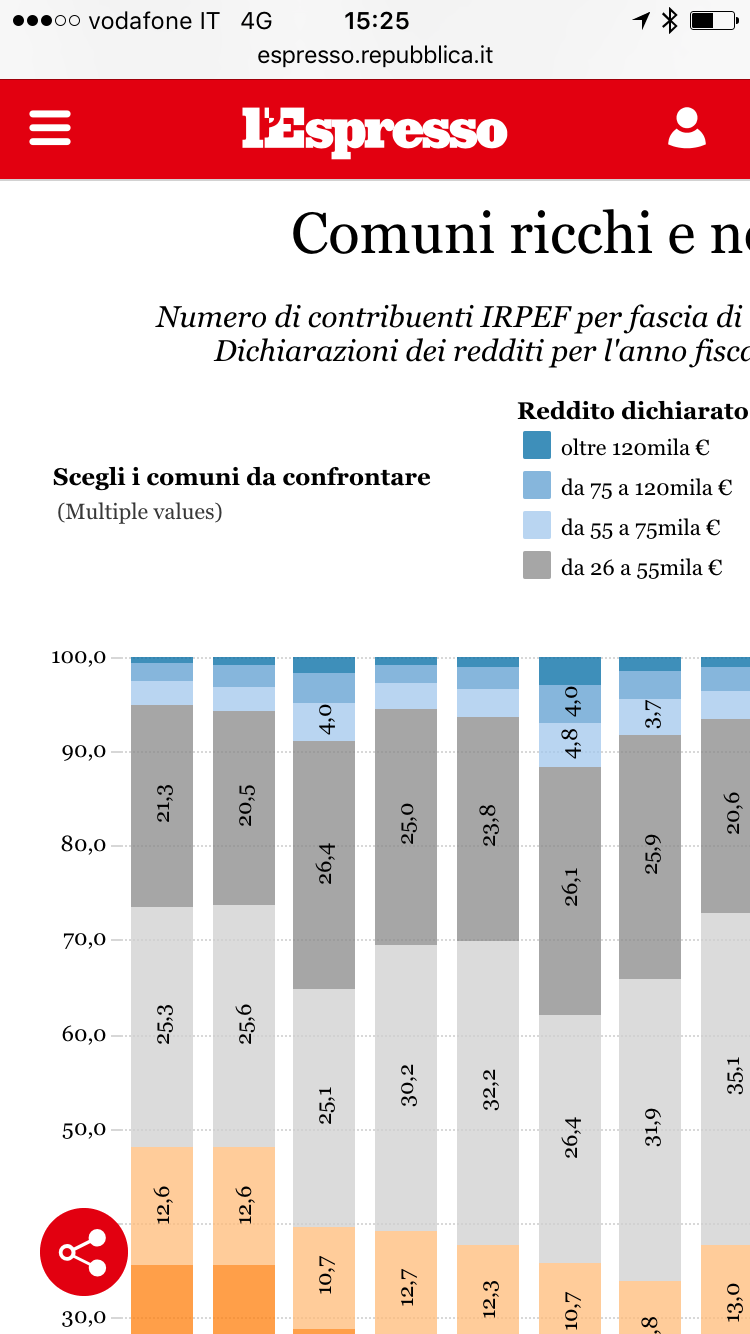 vodafone IT 4G 15:25
espresso.repubblica.it
l'Espresso
Comuni ricchi e
Numero di contribuenti IRPEF per fascia di
Dichiarazioni dei redditi per l'anno
Reddito dichiarato
oltre 120mila €
da 75 a 120mila €
da 55 a 75mila €
da 26 a 55mila €
Scegli i comuni da confrontare
(Multiple values)
100,0
4,0
4,0
3,7
4,8
90,0
21,3
20,5
26,4
25,0
23,8
26,1
25,9
20,6
80,0
70,0
25,3
25,6
25,1
30,2
32,2
26,4
31,9
35,1
60,0
50,0
12,6
12,6
10,7
12,7
12,3
10,7
13,0
30,0